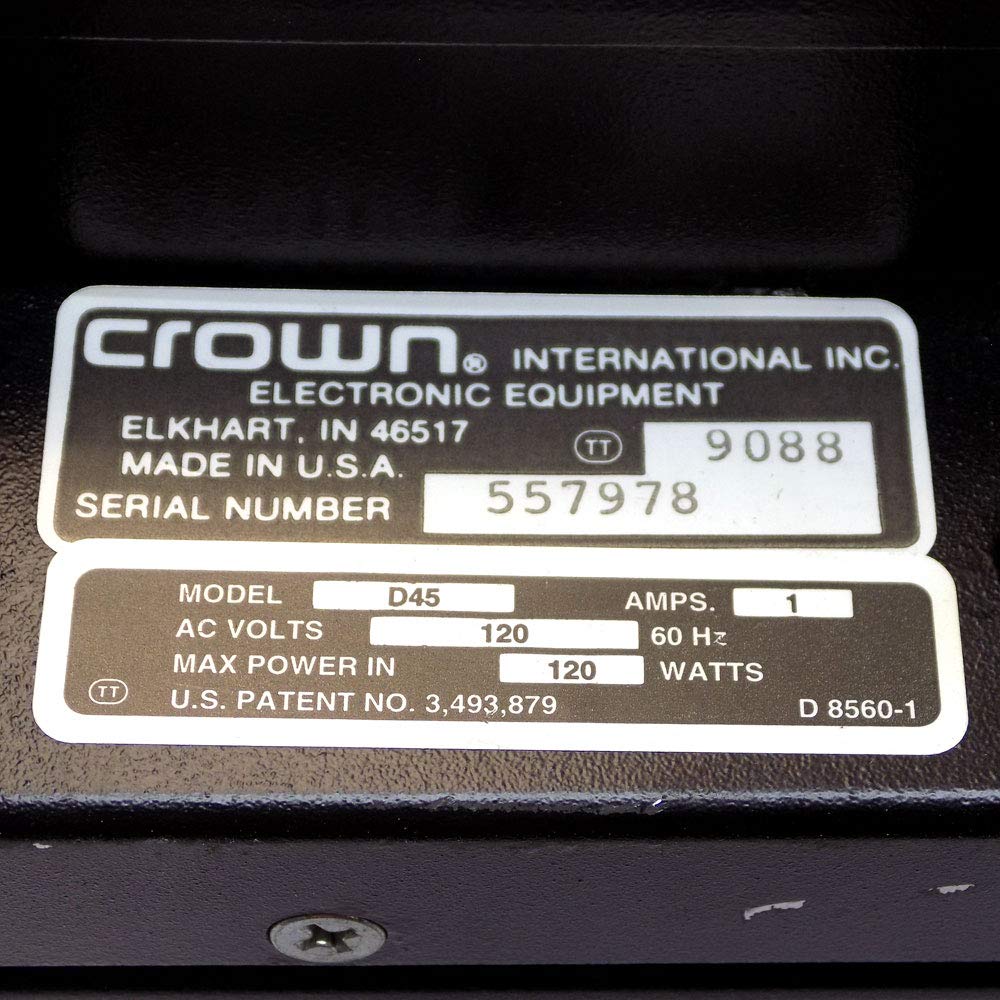 crown® INTERNATIONAL INC.
ELECTRONIC EQUIPMENT
ELKHART, IN 46517
TT 9088
MADE IN U.S.A.
SERIAL NUMBER 557978
MODEL D45 AMPS. 1
AC VOLTS 120 60 Hz
MAX POWER IN 120 WATTS
TT U.S. PATENT NO. 3,493,879 D 8560-1